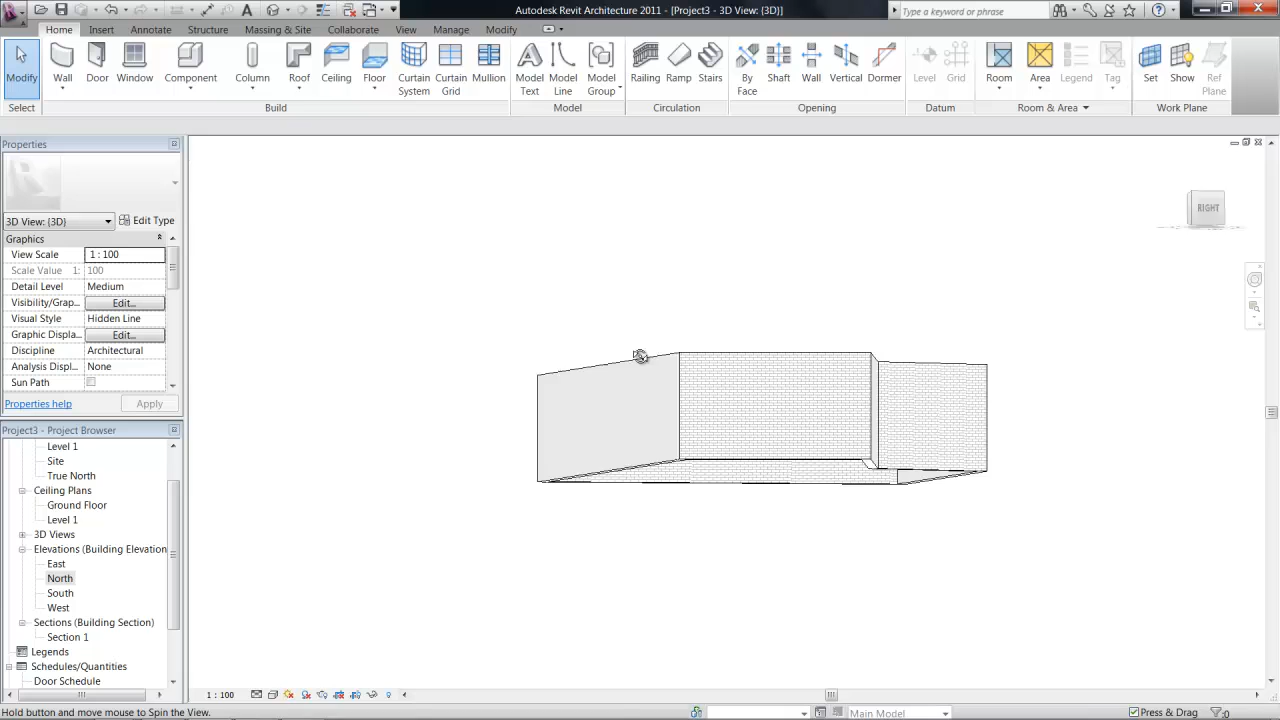 Autodesk Revit Architecture 2011 - [Project3 - 3D View: {3D}]
Type a keyword or phrase
Home Insert Annotate Structure Massing & Site Collaborate View Manage Modify
Modify Wall Door Window Component Column Roof Ceiling Floor Curtain System Curtain Grid Mullion Model Text Model Line Model Group Railing Ramp Stairs By Face Shaft Wall Vertical Dormer Level Grid Room Area Legend Tag Set Show Ref Plane
Select Build Model Circulation Opening Datum Room & Area Work Plane
Properties
3D View: {3D} Edit Type
Graphics
View Scale 1 : 100
Scale Value 1: 100
Detail Level Medium
Visibility/Grap... Edit...
Visual Style Hidden Line
Graphic Displa... Edit...
Discipline Architectural
Analysis Displ... None
Sun Path
Properties help Apply
Project3 - Project Browser
Level 1
Site
True North
Ceiling Plans
Ground Floor
Level 1
3D Views
Elevations (Building Elevation
East
North
South
West
Sections (Building Section)
Section 1
Legends
Schedules/Quantities
Door Schedule
RIGHT
1 : 100
Hold button and move mouse to Spin the View.
Main Model
Press & Drag
:0